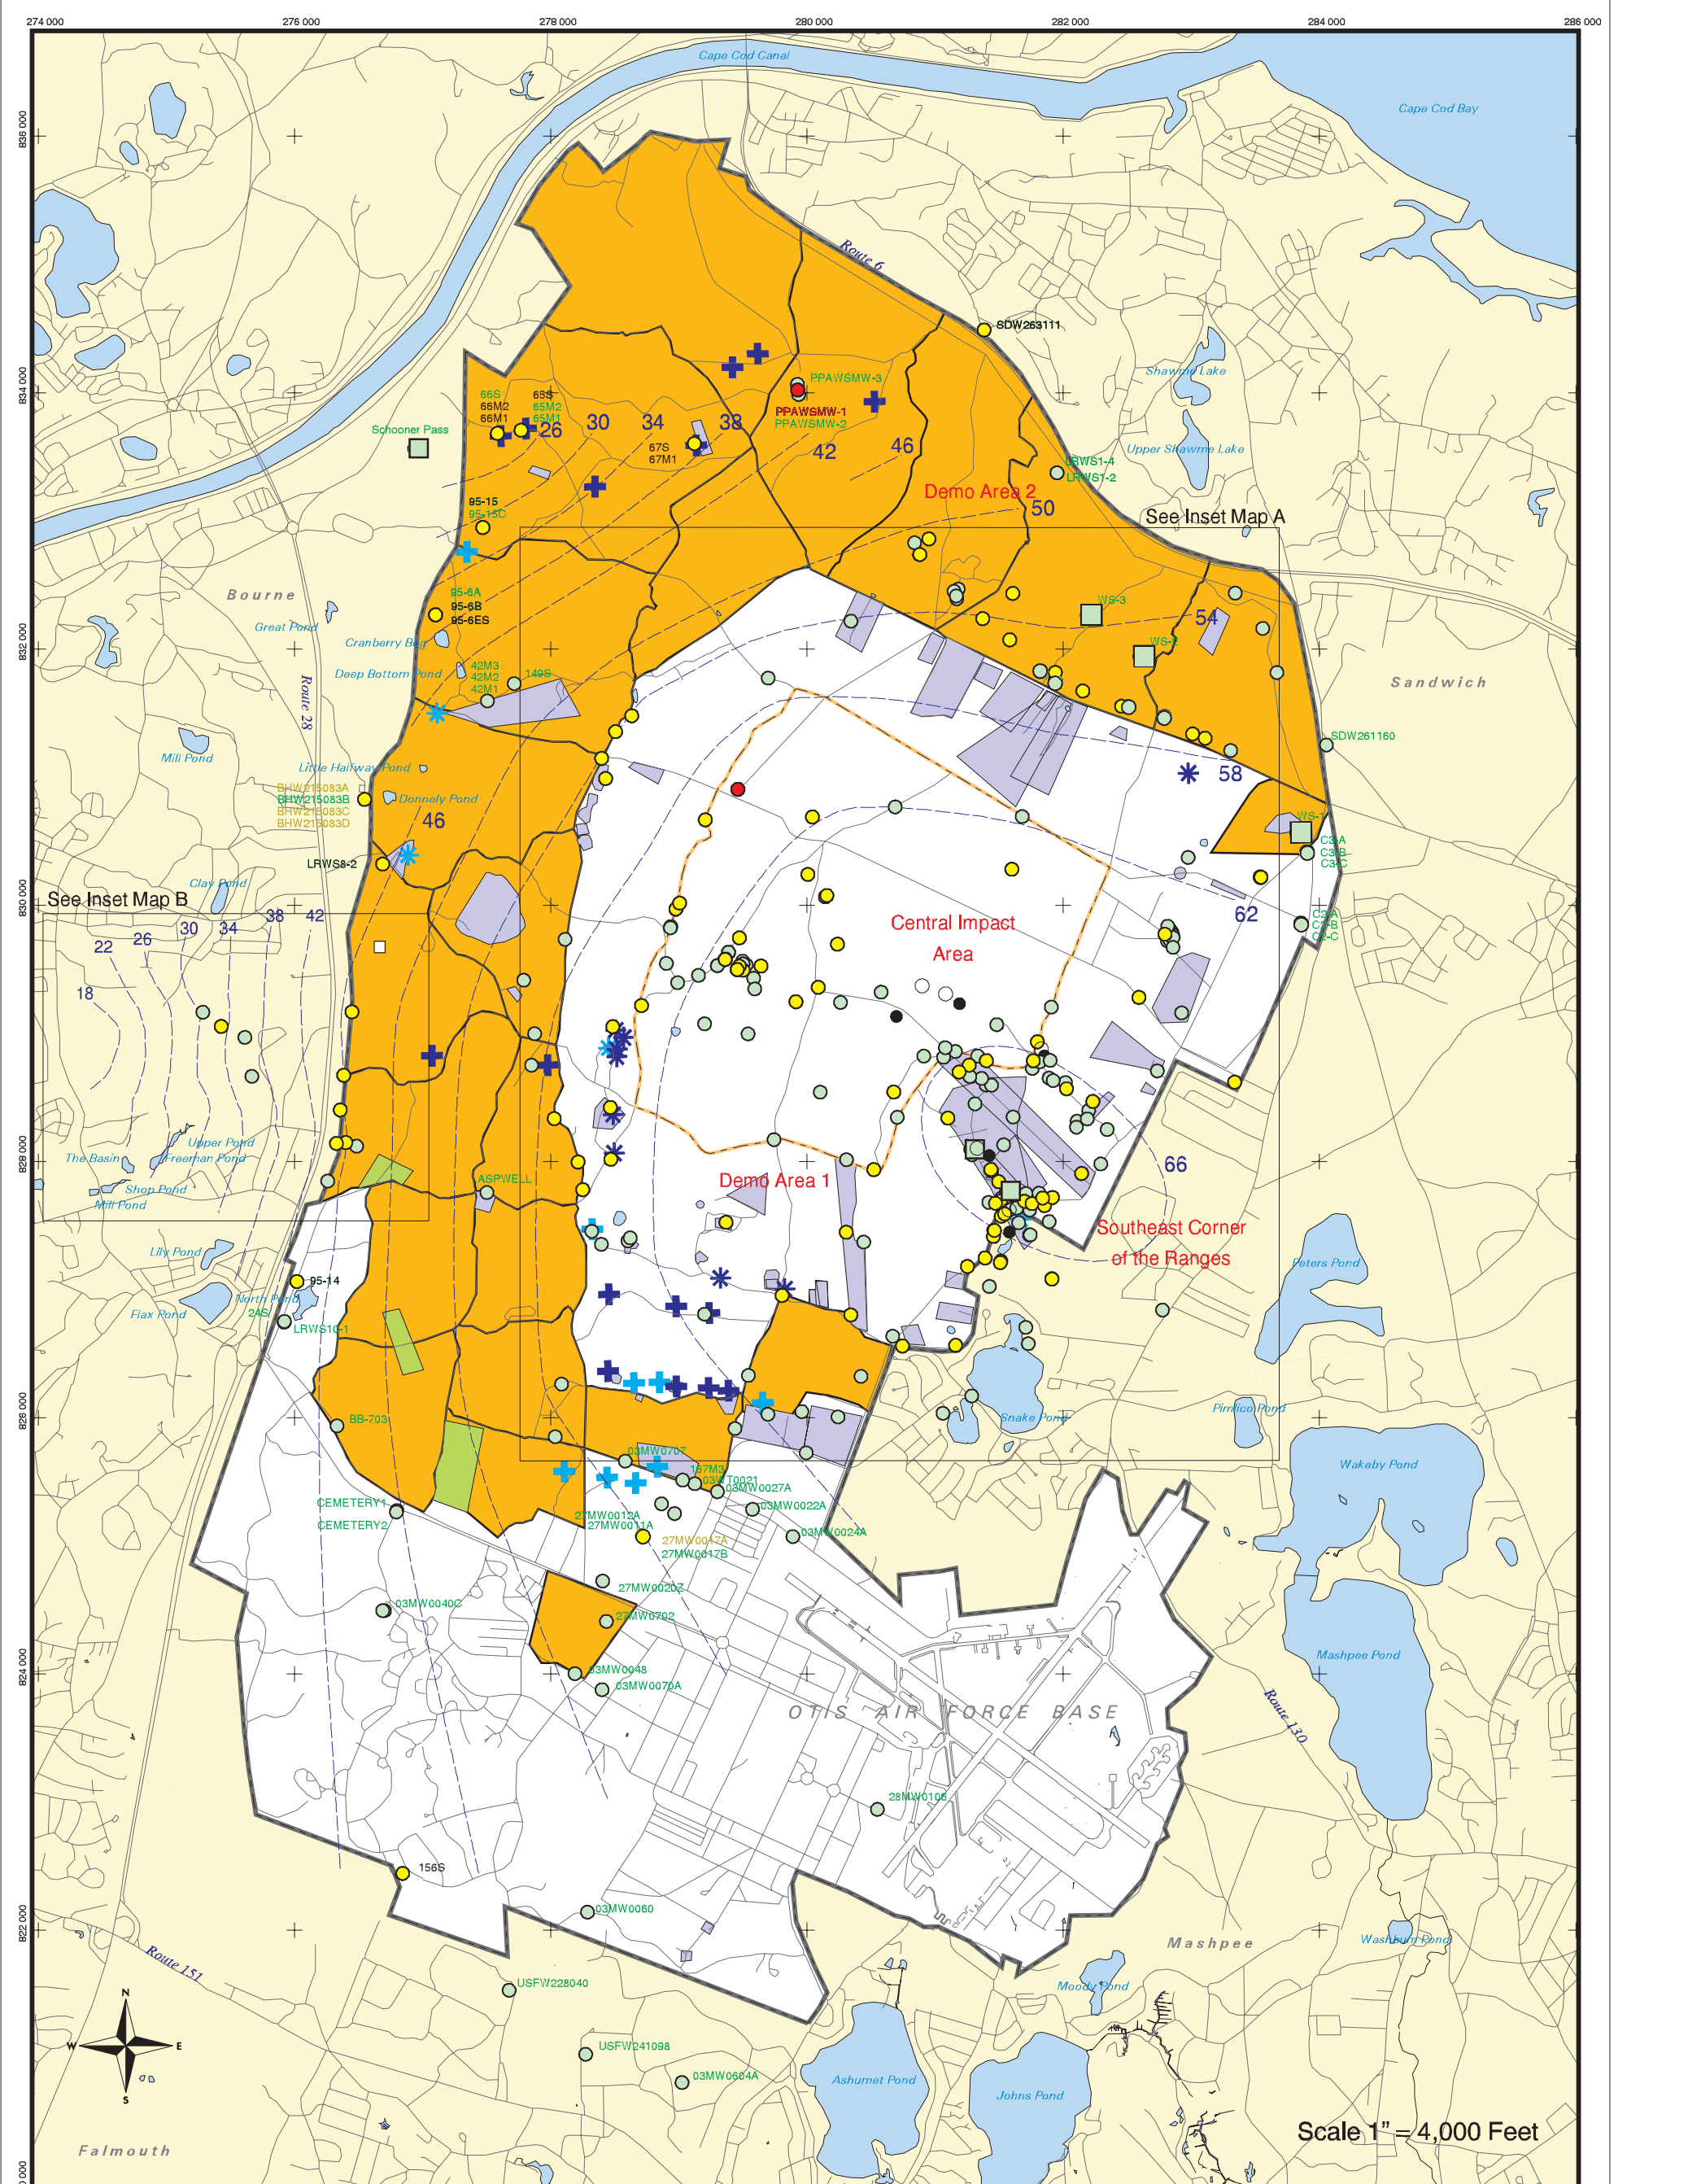 274 000 276 000 278 000 280 000 282 000 284 000 286 000
Cape Cod Canal
Cape Cod Bay
836 000
Route 6
SDW263111
Shawme Lake
834 000
PPAWSMW-3
66S
66M2
66M1
65S
65M2
65M1
PPAWSMW-1
PPAWSMW-2
26
30
34
38
42
46
Schooner Pass
67S
67M1
Upper Shawme Lake
LRWS1-4
LRWS1-2
Demo Area 2
50
95-15
95-15C
See Inset Map A
Bourne
95-6A
95-6B
95-6ES
WS-3
54
Great Pond
Cranberry Bog
832 000
WS-2
Deep Bottom Pond
42M3
42M2
42M1
149S
Sandwich
Route 28
SDW261160
Mill Pond
Little Halfway Pond
58
BHW215083A
BHW215083B
BHW215083C
BHW215083D
Donnely Pond
46
WS-1
C3-A
C3-B
C3-C
LRWS8-2
Clay Pond
830 000
See Inset Map B
62
C2-A
C2-B
C2-C
Central Impact
Area
22
26
30
34
38
42
18
828 000
The Basin
Upper Pond
Freeman Pond
66
Shop Pond
Mill Pond
ASPWELL
Demo Area 1
Southeast Corner
of the Ranges
Lily Pond
Peters Pond
95-14
North Pond
Flax Pond
24S
LRWS10-1
826 000
BB-703
Snake Pond
Pimlico Pond
03MW0707
Wakeby Pond
167M3
03WT0021
03MW0027A
CEMETERY1
CEMETERY2
27MW0012A
27MW0011A
03MW0022A
27MW0017A
27MW0017B
03MW0024A
27MW0020Z
03MW0040C
27MW0702
824 000
03MW0048
03MW0070A
Mashpee Pond
OTIS AIR FORCE BASE
Route 130
28MW0106
156S
822 000
03MW0060
Mashpee
Washburn Pond
Route 151
USFW228040
Moody Pond
N
W E
S
USFW241098
03MW0604A
Ashumet Pond
Johns Pond
Scale 1” = 4,000 Feet
Falmouth